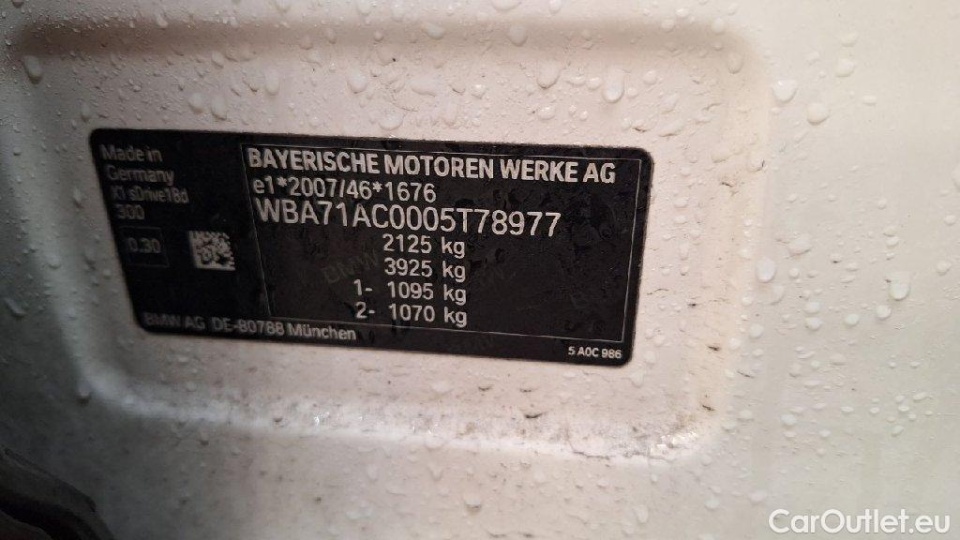 Made in
Germany
X1 sDrive18d
300
0.30
BAYERISCHE MOTOREN WERKE AG
e1*2007/46*1676
WBA71AC0005T78977
2125 kg
3925 kg
1- 1095 kg
2- 1070 kg
BMW AG DE-80788 München
5 A0C 986
CarOutlet.eu